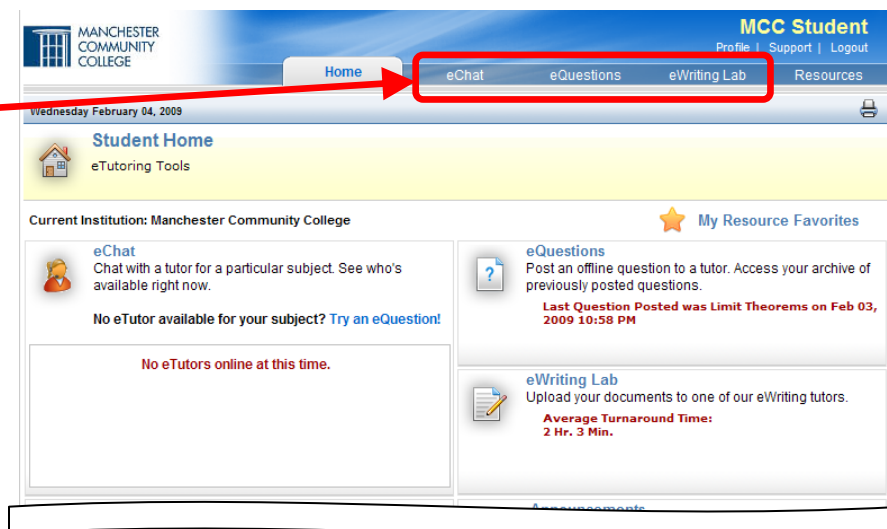 MANCHESTER
COMMUNITY
COLLEGE
MCC Student
Profile | Support | Logout
Home eChat eQuestions eWriting Lab Resources
Wednesday February 04, 2009
Student Home
eTutoring Tools
Current Institution: Manchester Community College
My Resource Favorites
eChat
Chat with a tutor for a particular subject. See who's
available right now.
No eTutor available for your subject? Try an eQuestion!
No eTutors online at this time.
eQuestions
Post an offline question to a tutor. Access your archive of
previously posted questions.
Last Question Posted was Limit Theorems on Feb 03,
2009 10:58 PM
eWriting Lab
Upload your documents to one of our eWriting tutors.
Average Turnaround Time:
2 Hr. 3 Min.
Announcements